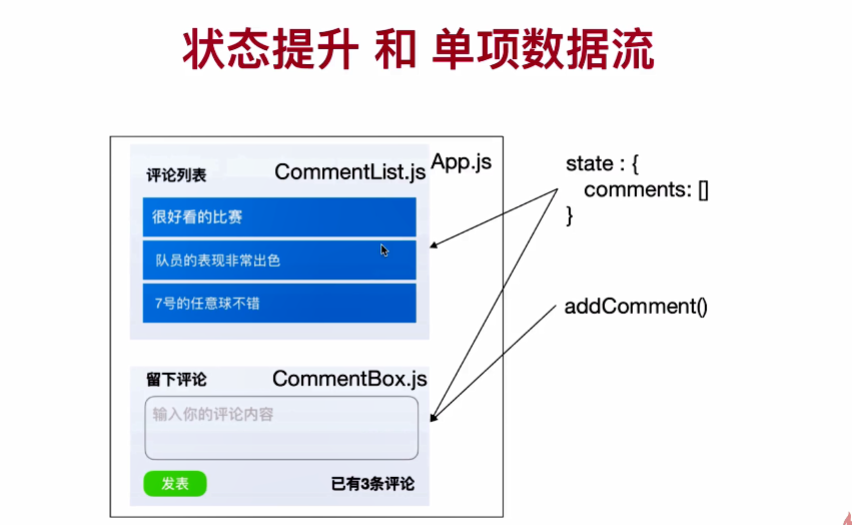 状态提升 和 单项数据流
评论列表
CommentList.js
App.js
很好看的比赛
队员的表现非常出色
7号的任意球不错
留下评论
CommentBox.js
输入你的评论内容
发表
已有3条评论
state : {
comments: []
}
addComment()